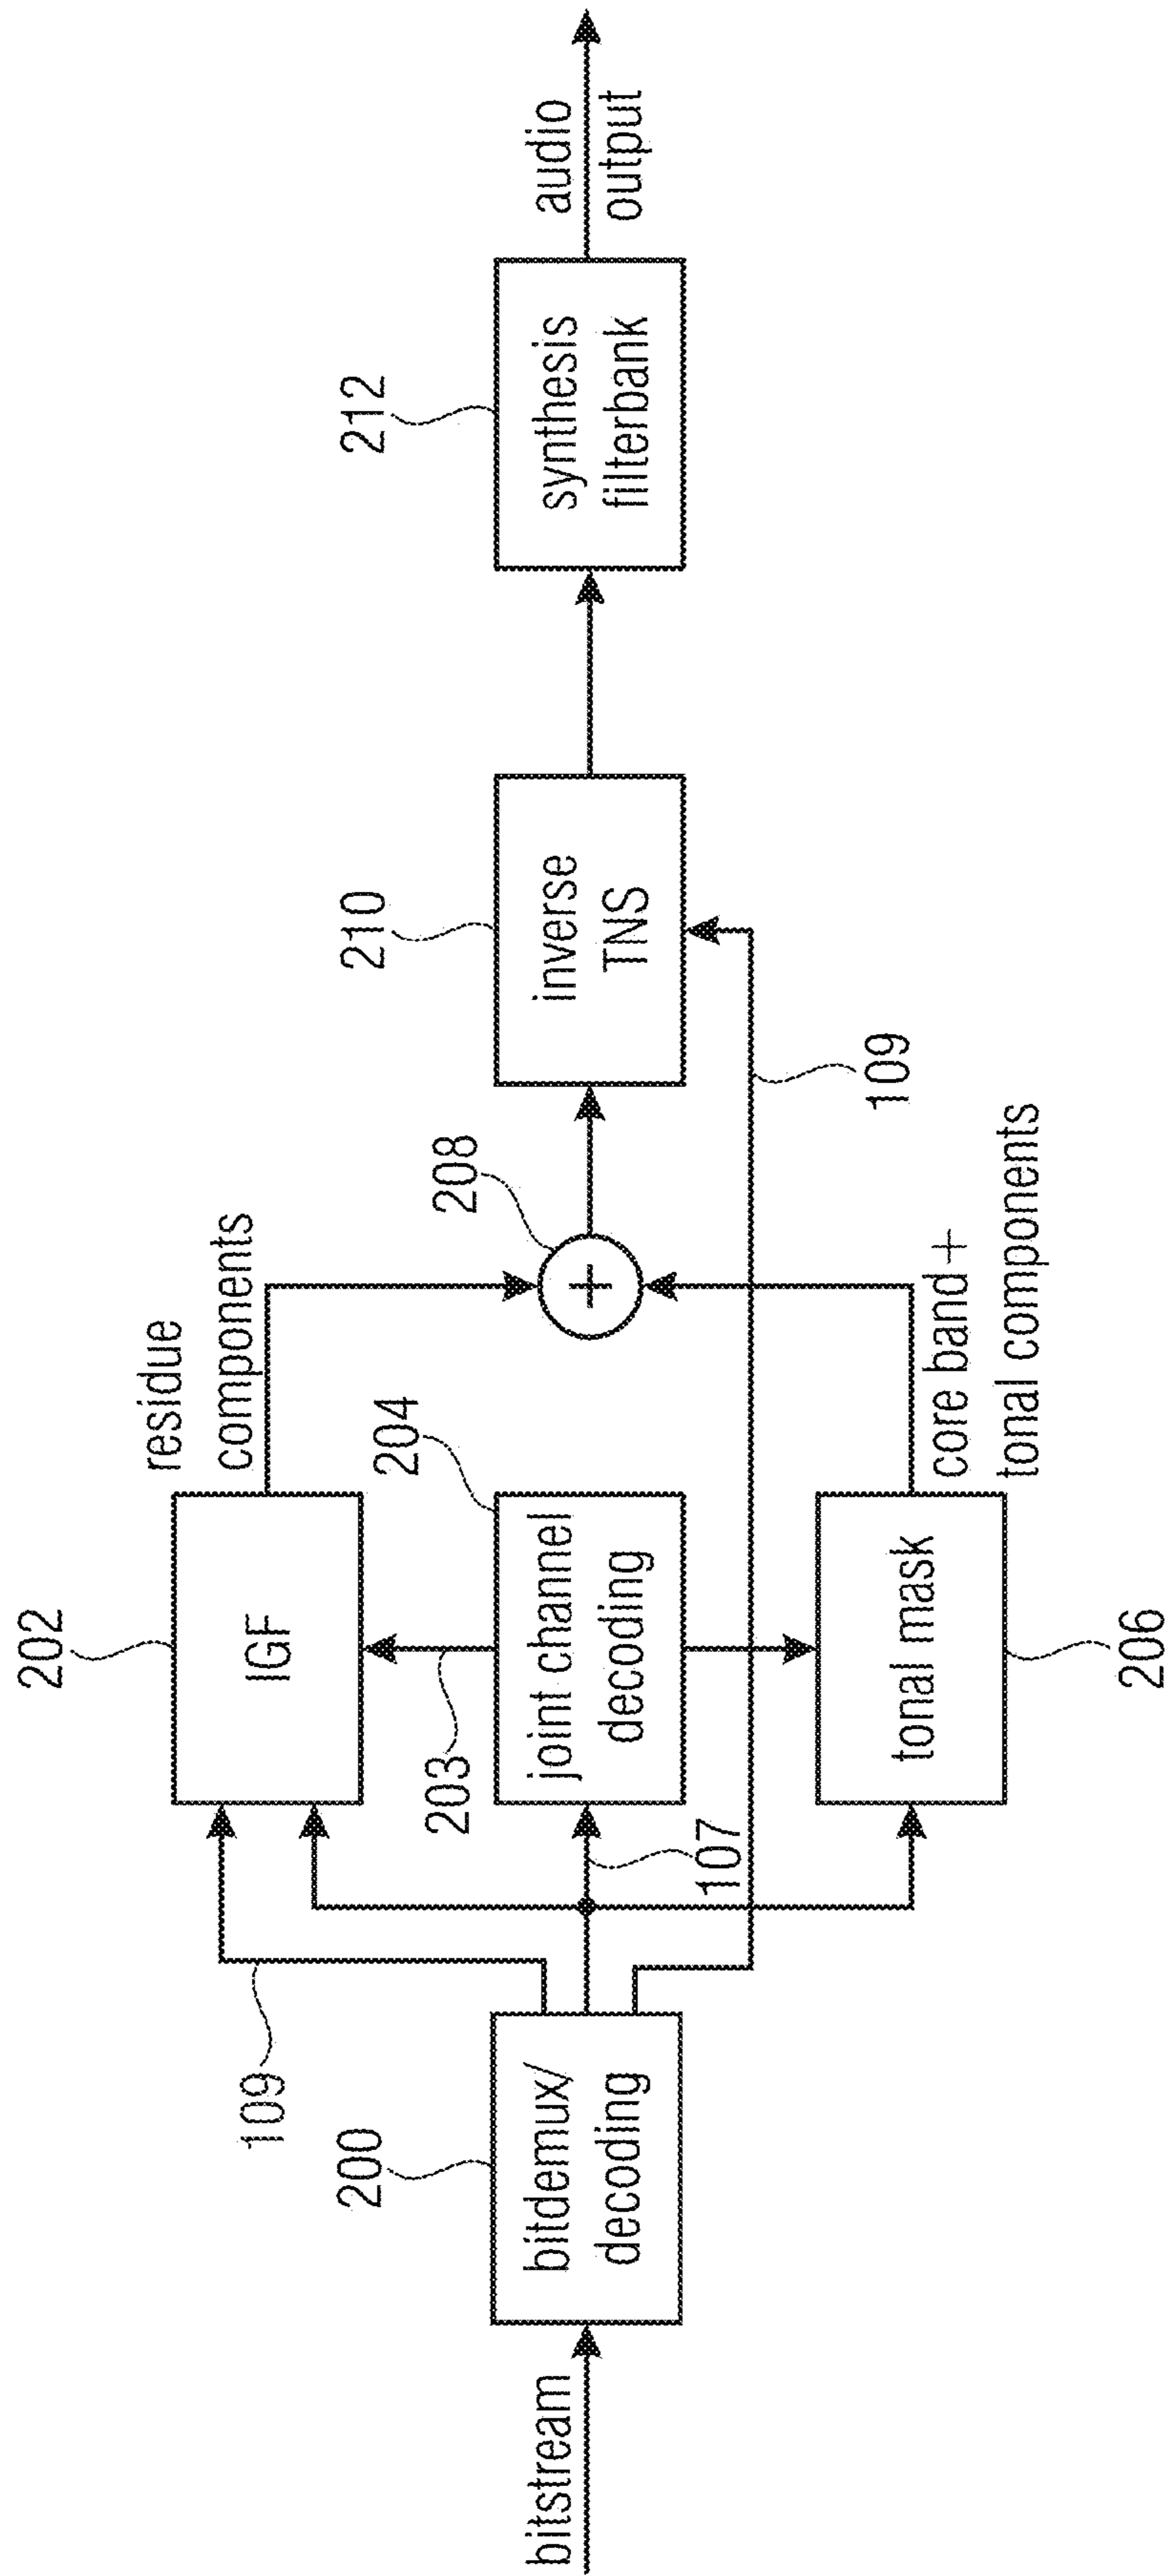 bitstream
200
bitdemux/
decoding
109
202
IGF
203
204
joint channel
decoding
107
206
tonal mask
residue
components
core band+
tonal components
208
+
109
210
inverse
TNS
212
synthesis
filterbank
audio
output